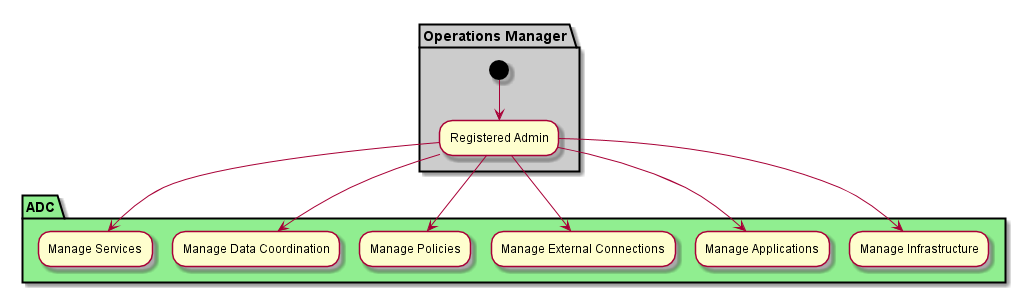 Operations Manager
Registered Admin
ADC
Manage Services
Manage Data Coordination
Manage Policies
Manage External Connections
Manage Applications
Manage Infrastructure